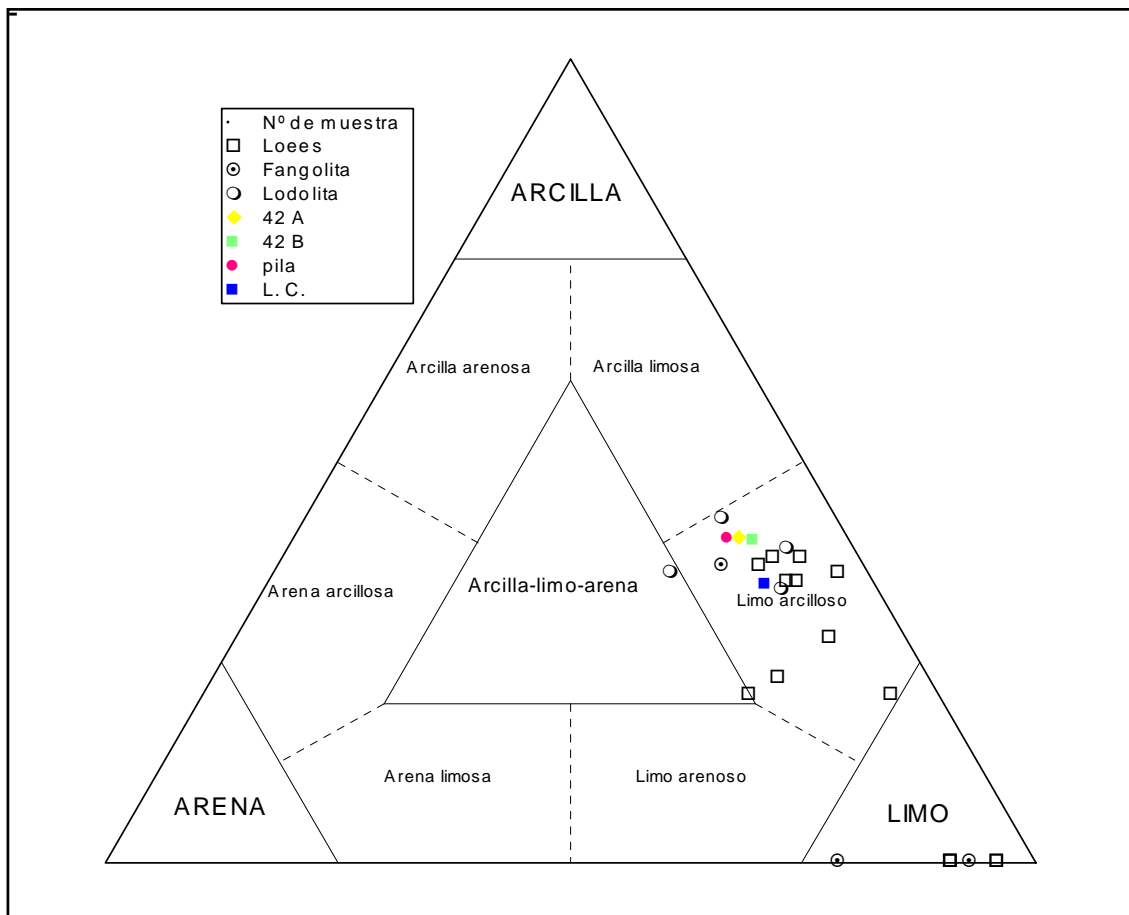 Nº de muestra
Loees
Fangolita
Lodolita
42 A
42 B
pila
L. C.
ARCILLA
Arcilla arenosa
Arcilla limosa
Arena arcillosa
Arcilla-limo-arena
Limo arcilloso
Arena limosa
Limo arenoso
ARENA
LIMO